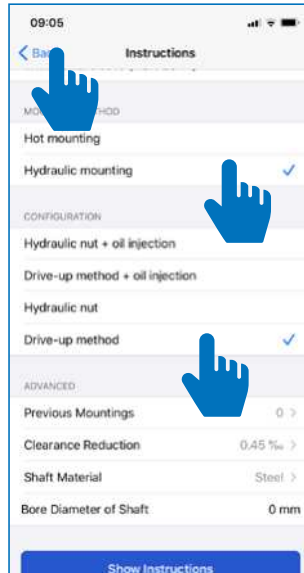 09:05
Instructions
Hot mounting
Hydraulic mounting
CONFIGURATION
Hydraulic nut + oil injection
Drive-up method + oil injection
Hydraulic nut
Drive-up method
ADVANCED
Previous Mountings 0
Clearance Reduction 0.45 ‰
Shaft Material Steel
Bore Diameter of Shaft 0 mm
Show Instructions